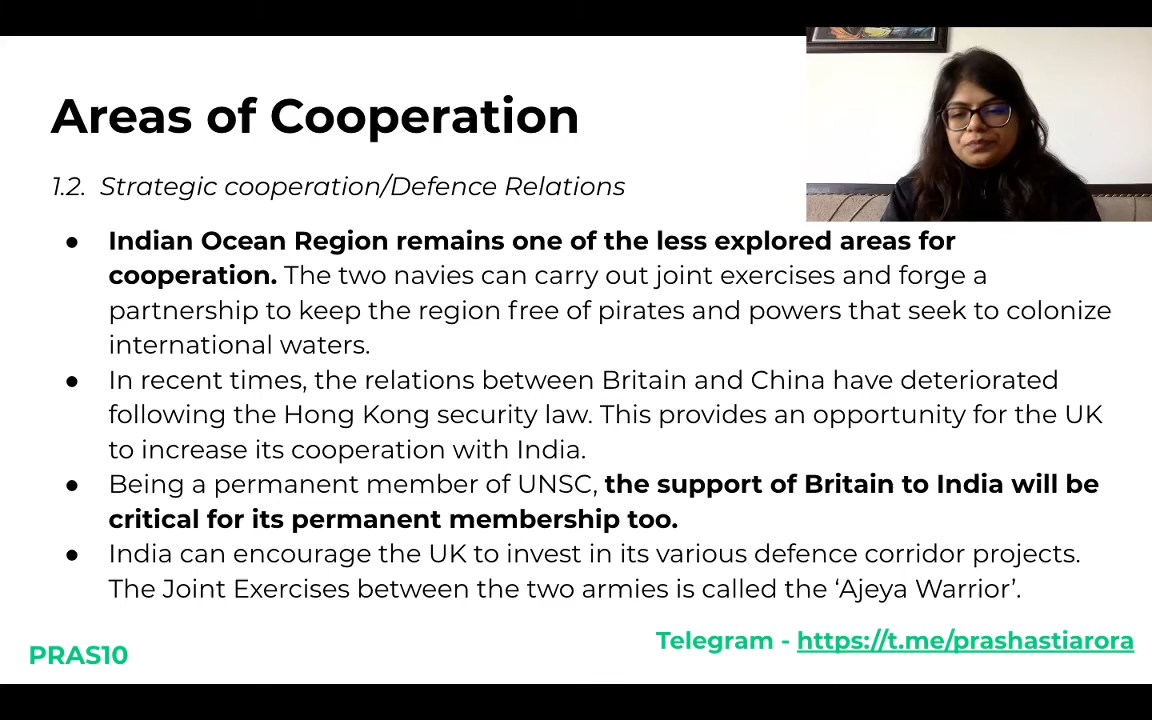 Areas of Cooperation
1.2. Strategic cooperation/Defence Relations
● Indian Ocean Region remains one of the less explored areas for
cooperation. The two navies can carry out joint exercises and forge a
partnership to keep the region free of pirates and powers that seek to colonize
international waters.
● In recent times, the relations between Britain and China have deteriorated
following the Hong Kong security law. This provides an opportunity for the UK
to increase its cooperation with India.
● Being a permanent member of UNSC, the support of Britain to India will be
critical for its permanent membership too.
● India can encourage the UK to invest in its various defence corridor projects.
The Joint Exercises between the two armies is called the ‘Ajeya Warrior’.
Telegram - https://t.me/prashastiarora
PRAS10